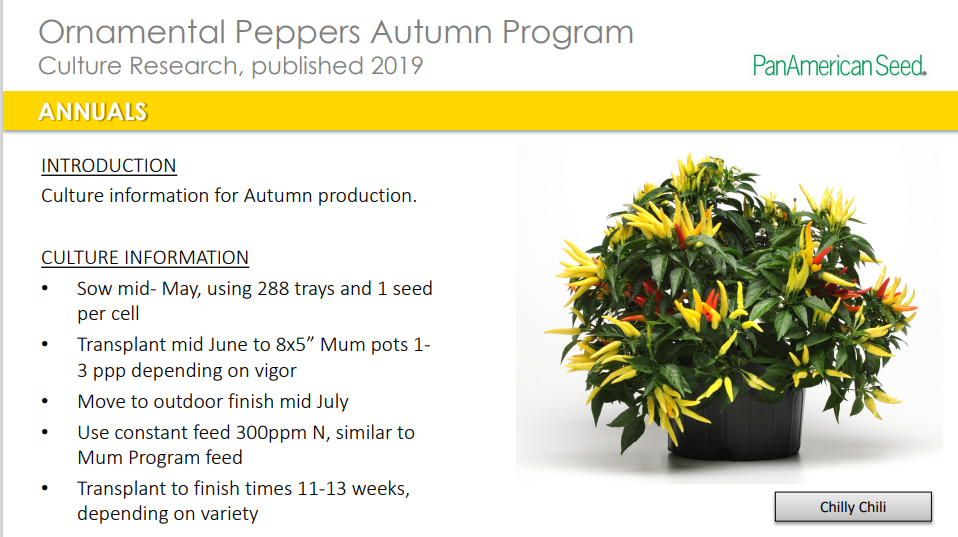 Ornamental Peppers Autumn Program
Culture Research, published 2019
PanAmerican Seed®
ANNUALS
INTRODUCTION
Culture information for Autumn production.
CULTURE INFORMATION
• Sow mid- May, using 288 trays and 1 seed
per cell
• Transplant mid June to 8x5” Mum pots 1-
3 ppp depending on vigor
• Move to outdoor finish mid July
• Use constant feed 300ppm N, similar to
Mum Program feed
• Transplant to finish times 11-13 weeks,
depending on variety
Chilly Chili